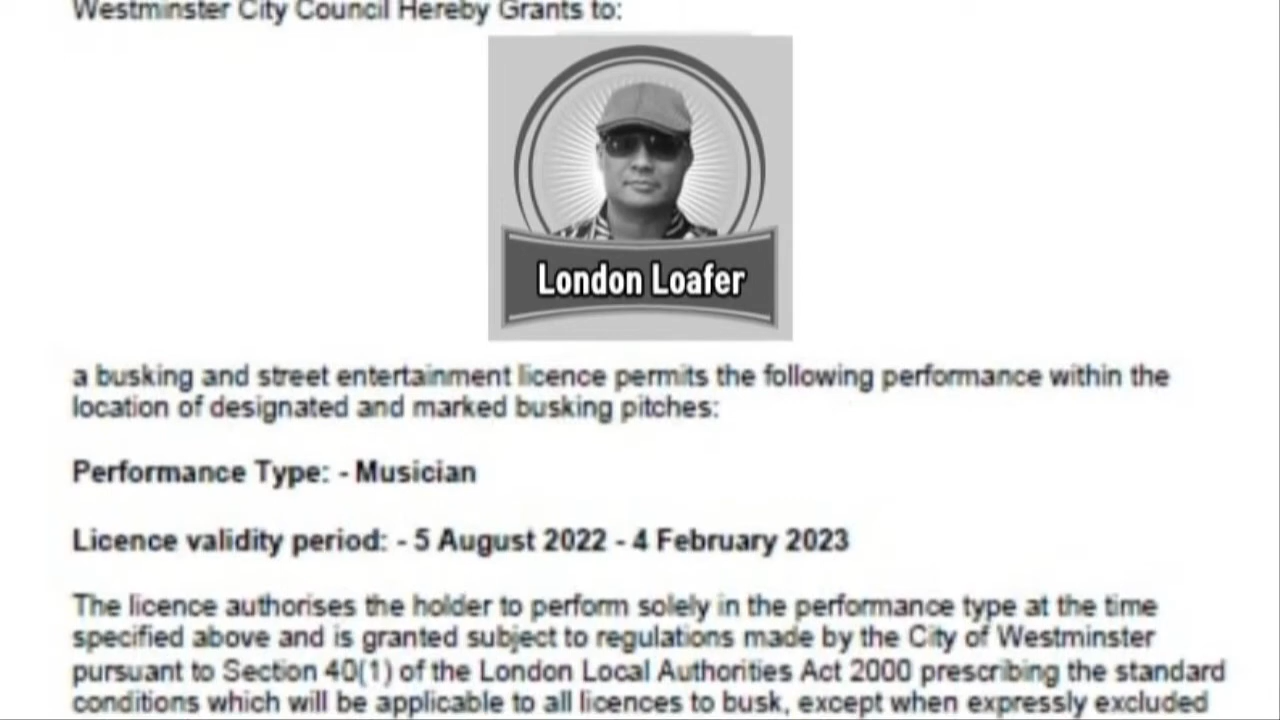 Westminster City Council Hereby Grants to:
London Loafer
a busking and street entertainment licence permits the following performance within the
location of designated and marked busking pitches:
Performance Type: - Musician
Licence validity period: - 5 August 2022 - 4 February 2023
The licence authorises the holder to perform solely in the performance type at the time
specified above and is granted subject to regulations made by the City of Westminster
pursuant to Section 40(1) of the London Local Authorities Act 2000 prescribing the standard
conditions which will be applicable to all licences to busk, except when expressly excluded